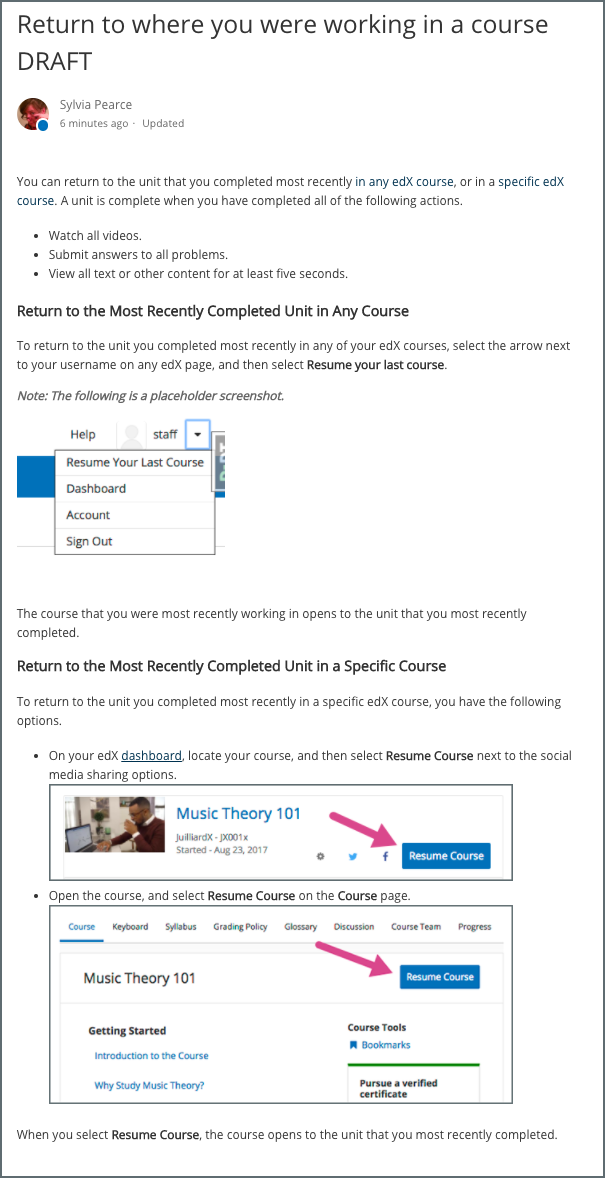 Return to where you were working in a course
DRAFT
Sylvia Pearce
6 minutes ago · Updated
You can return to the unit that you completed most recently in any edX course, or in a specific edX
course. A unit is complete when you have completed all of the following actions.
• Watch all videos.
• Submit answers to all problems.
• View all text or other content for at least five seconds.
Return to the Most Recently Completed Unit in Any Course
To return to the unit you completed most recently in any of your edX courses, select the arrow next
to your username on any edX page, and then select Resume your last course.
Note: The following is a placeholder screenshot.
Help staff
Resume Your Last Course
Dashboard
Account
Sign Out
The course that you were most recently working in opens to the unit that you most recently
completed.
Return to the Most Recently Completed Unit in a Specific Course
To return to the unit you completed most recently in a specific edX course, you have the following
options.
• On your edX dashboard, locate your course, and then select Resume Course next to the social
media sharing options.
Music Theory 101
JuilliardX - JX001x
Started - Aug 23, 2017
Resume Course
• Open the course, and select Resume Course on the Course page.
Course Keyboard Syllabus Grading Policy Glossary Discussion Course Team Progress
Music Theory 101
Resume Course
Getting Started
Introduction to the Course
Why Study Music Theory?
Course Tools
Bookmarks
Pursue a verified
certificate
When you select Resume Course, the course opens to the unit that you most recently completed.